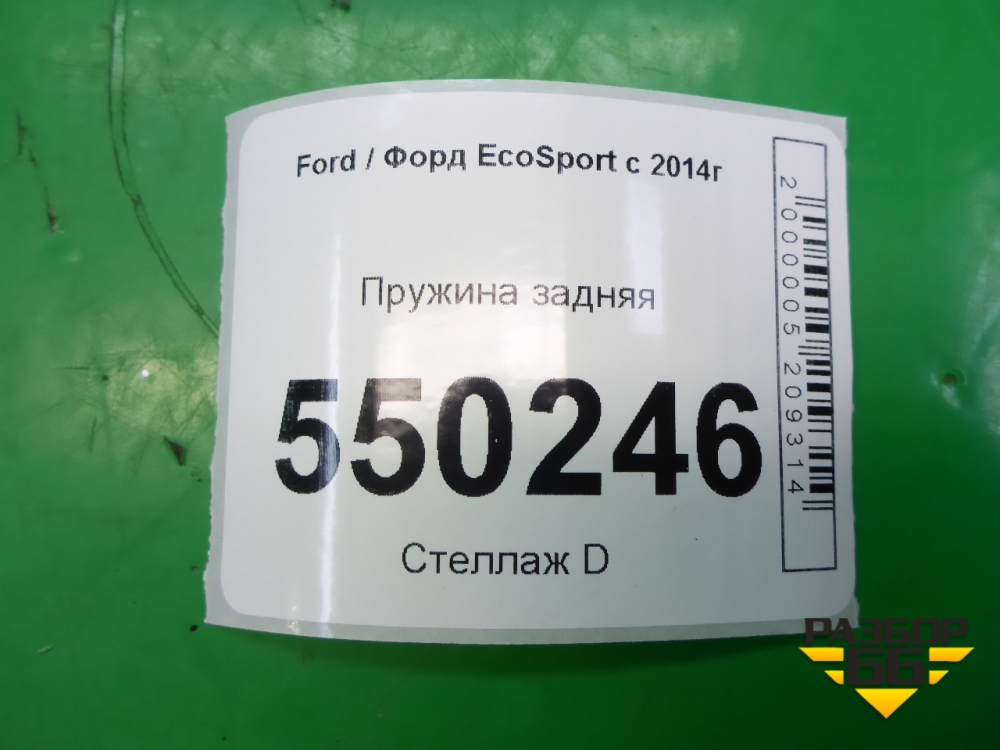 Ford / Форд EcoSport с 2014г
Пружина задняя
550246
Стеллаж D
2000005209314
РАЗБОР
66